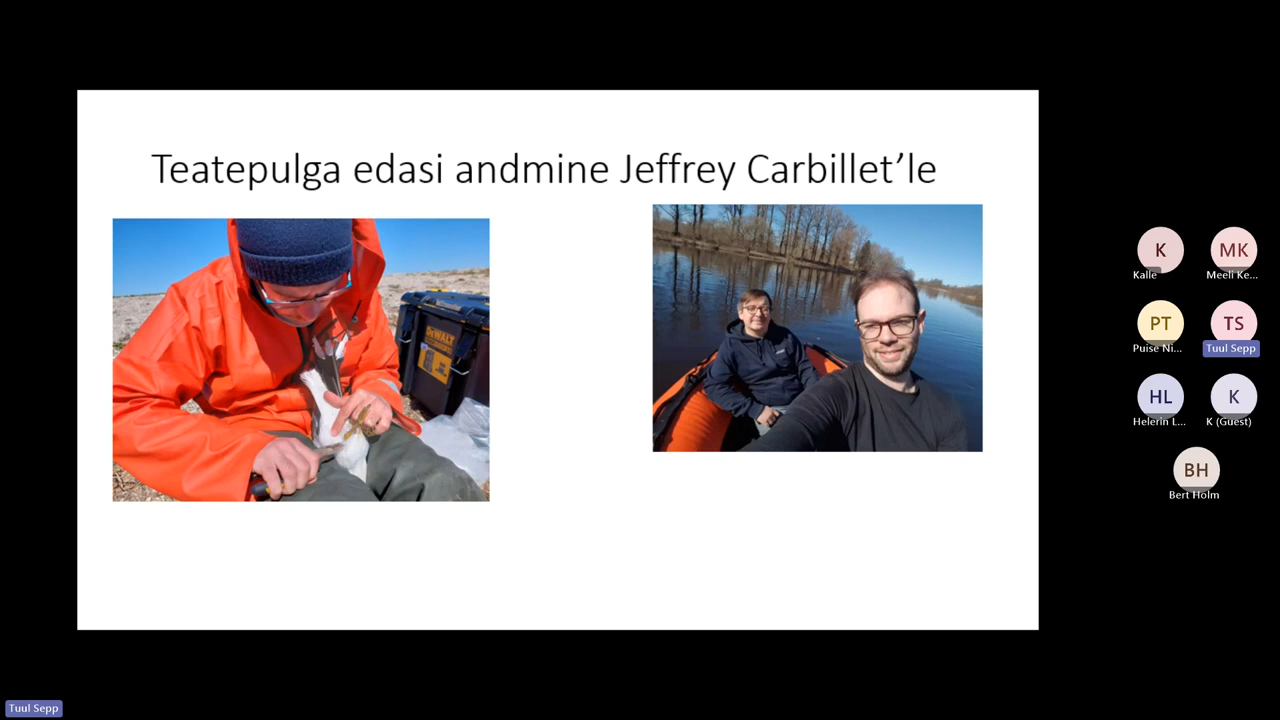 Teatepulga edasi andmine Jeffrey Carbillet’le
DEWALT
K
Kalle
MK
Meeli Ke...
PT
Puise Ni...
TS
Tuul Sepp
HL
Helerin L...
K
K (Guest)
BH
Bert Holm
Tuul Sepp